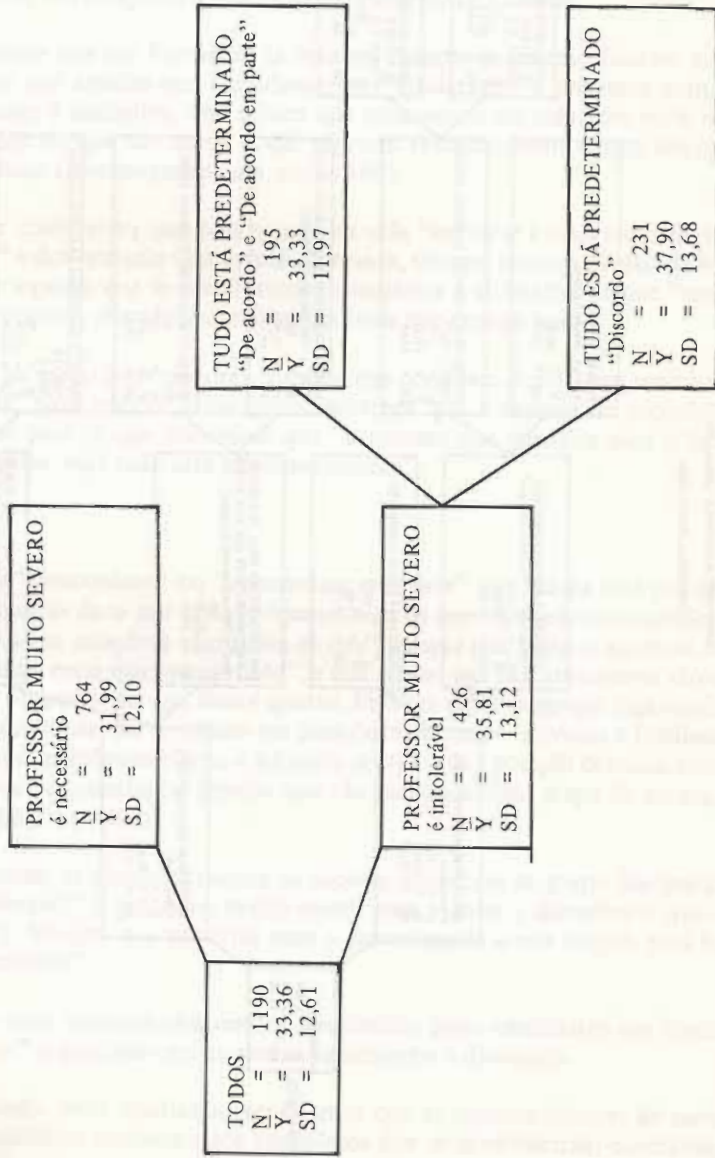 TODOS
N = 1190
Y̅ = 33,36
SD = 12,61
PROFESSOR MUITO SEVERO
é necessário
N = 764
Y̅ = 31,99
SD = 12,10
PROFESSOR MUITO SEVERO
é intolerável
N = 426
Y̅ = 35,81
SD = 13,12
TUDO ESTÁ PREDETERMINADO
“De acordo” e “De acordo em parte”
N = 195
Y̅ = 33,33
SD = 11,97
TUDO ESTÁ PREDETERMINADO
“Discordo”
N = 231
Y̅ = 37,90
SD = 13,68